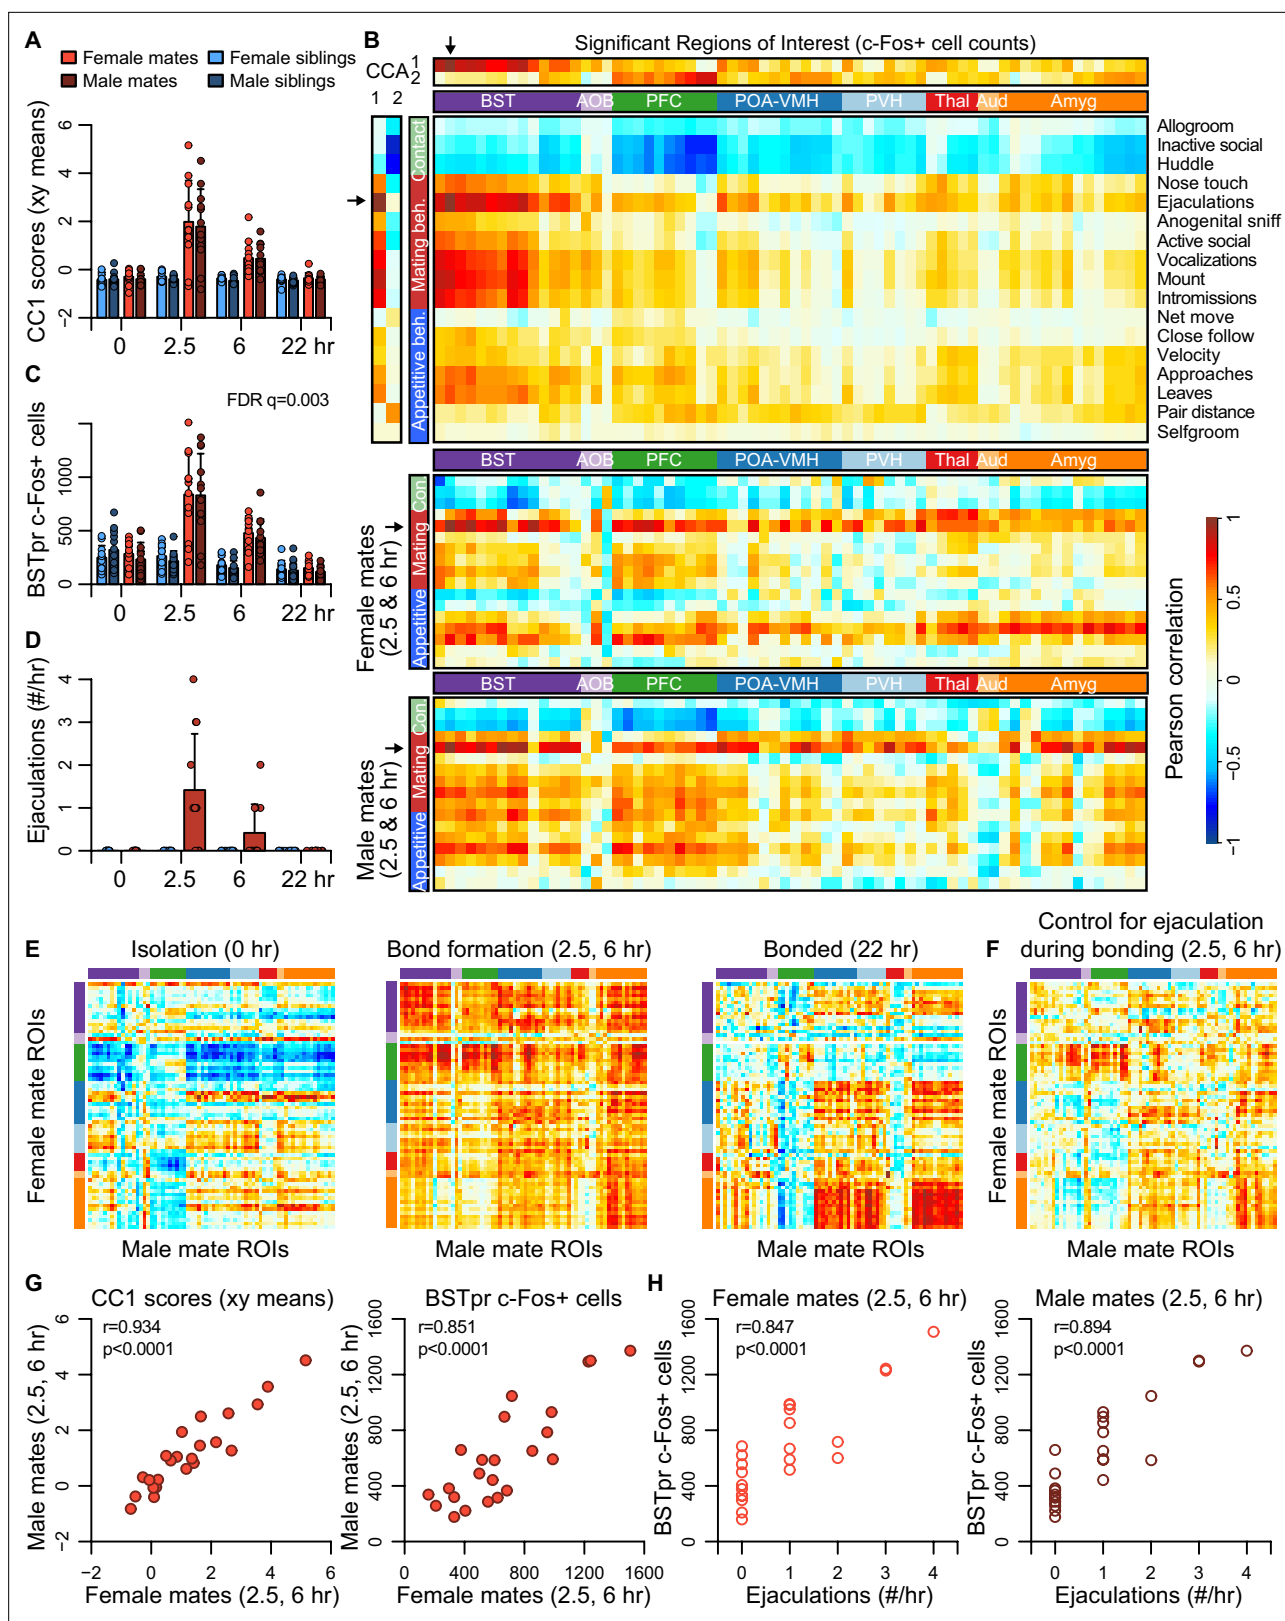 A
Female mates
Female siblings
Male mates
Male siblings
CC1 scores (xy means)
6
4
2
0
−2
0
2.5
6
22 hr
B
Significant Regions of Interest (c-Fos+ cell counts)
CCA
1
2
1
2
BST
AOB
PFC
POA-VMH
PVH
Thal
Aud
Amyg
Contact
Mating beh.
Appetitive beh.
Allogroom
Inactive social
Huddle
Nose touch
Ejaculations
Anogenital sniff
Active social
Vocalizations
Mount
Intromissions
Net move
Close follow
Velocity
Approaches
Leaves
Pair distance
Selfgroom
BST
AOB
PFC
POA-VMH
PVH
Thal
Aud
Amyg
Female mates
(2.5 & 6 hr)
Con
Mating
Appetitive
BST
AOB
PFC
POA-VMH
PVH
Thal
Aud
Amyg
Male mates
(2.5 & 6 hr)
Con
Mating
Appetitive
Pearson correlation
1
0.5
0
−0.5
−1
C
FDR q=0.003
BSTpr c-Fos+ cells
1000
500
0
0
2.5
6
22 hr
D
Ejaculations (#/hr)
4
3
2
1
0
0
2.5
6
22 hr
E
Isolation (0 hr)
Female mate ROIs
Male mate ROIs
Bond formation (2.5, 6 hr)
Male mate ROIs
Bonded (22 hr)
Male mate ROIs
F
Control for ejaculation
during bonding (2.5, 6 hr)
Female mate ROIs
Male mate ROIs
G
CC1 scores (xy means)
r=0.934
p<0.0001
Male mates (2.5, 6 hr)
6
4
2
0
−2
−2
0
2
4
6
Female mates (2.5, 6 hr)
BSTpr c-Fos+ cells
r=0.851
p<0.0001
Male mates (2.5, 6 hr)
1600
1200
800
400
0
0
400
800
1200
1600
Female mates (2.5, 6 hr)
H
Female mates (2.5, 6 hr)
r=0.847
p<0.0001
BSTpr c-Fos+ cells
1600
1200
800
400
0
0
1
2
3
4
Ejaculations (#/hr)
Male mates (2.5, 6 hr)
r=0.894
p<0.0001
BSTpr c-Fos+ cells
1600
1200
800
400
0
0
1
2
3
4
Ejaculations (#/hr)